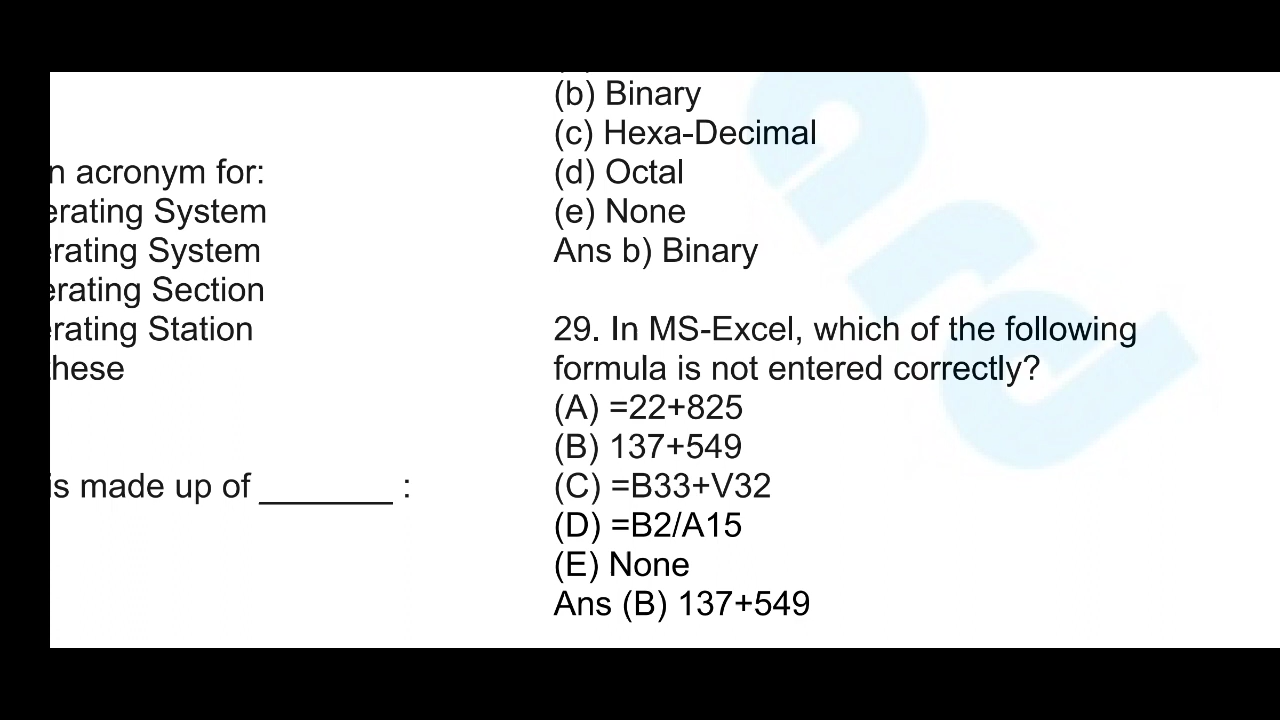 n acronym for:
erating System
erating System
erating Section
erating Station
these
is made up of _______ :
(b) Binary
(c) Hexa-Decimal
(d) Octal
(e) None
Ans b) Binary
29. In MS-Excel, which of the following
formula is not entered correctly?
(A) =22+825
(B) 137+549
(C) =B33+V32
(D) =B2/A15
(E) None
Ans (B) 137+549